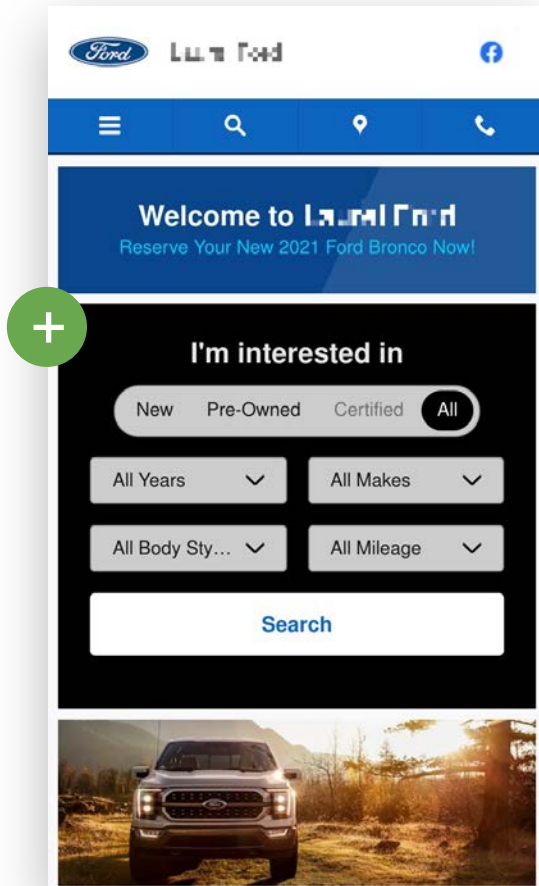 Ford
Welcome to
Reserve Your New 2021 Ford Bronco Now!
+
I'm interested in
New Pre-Owned Certified All
All Years All Makes
All Body Sty... All Mileage
Search